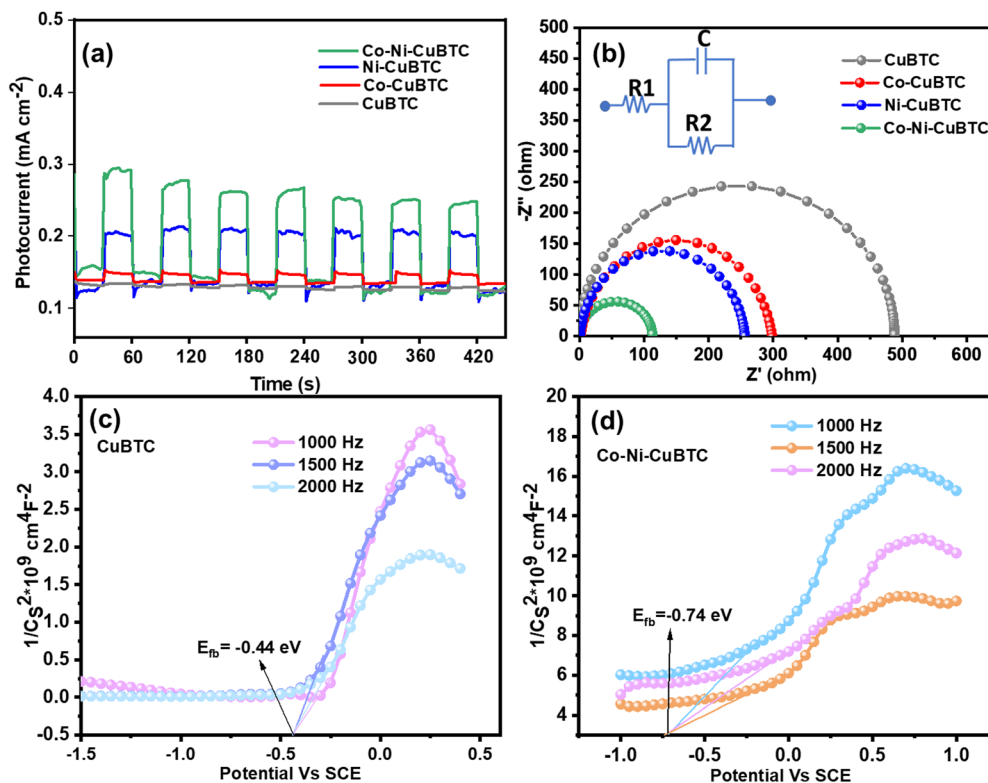 (a)
Co-Ni-CuBTC
Ni-CuBTC
Co-CuBTC
CuBTC
Photocurrent (mA cm⁻²)
0.5
0.4
0.3
0.2
0.1
0 60 120 180 240 300 360 420
Time (s)
(b)
C
R1
R2
CuBTC
Co-CuBTC
Ni-CuBTC
Co-Ni-CuBTC
-Z'' (ohm)
500
450
400
350
300
250
200
150
100
50
0
0 100 200 300 400 500 600
Z' (ohm)
(c)
CuBTC
1000 Hz
1500 Hz
2000 Hz
E_fb= -0.44 eV
1/Cs²*10⁹ cm⁴F⁻²
4.0
3.5
3.0
2.5
2.0
1.5
1.0
0.5
0.0
-0.5
-1.5 -1.0 -0.5 0.0 0.5
Potential Vs SCE
(d)
Co-Ni-CuBTC
1000 Hz
1500 Hz
2000 Hz
E_fb= -0.74 eV
1/Cs²*10⁹ cm⁴F⁻²
20
18
16
14
12
10
8
6
4
-1.0 -0.5 0.0 0.5 1.0
Potential Vs SCE